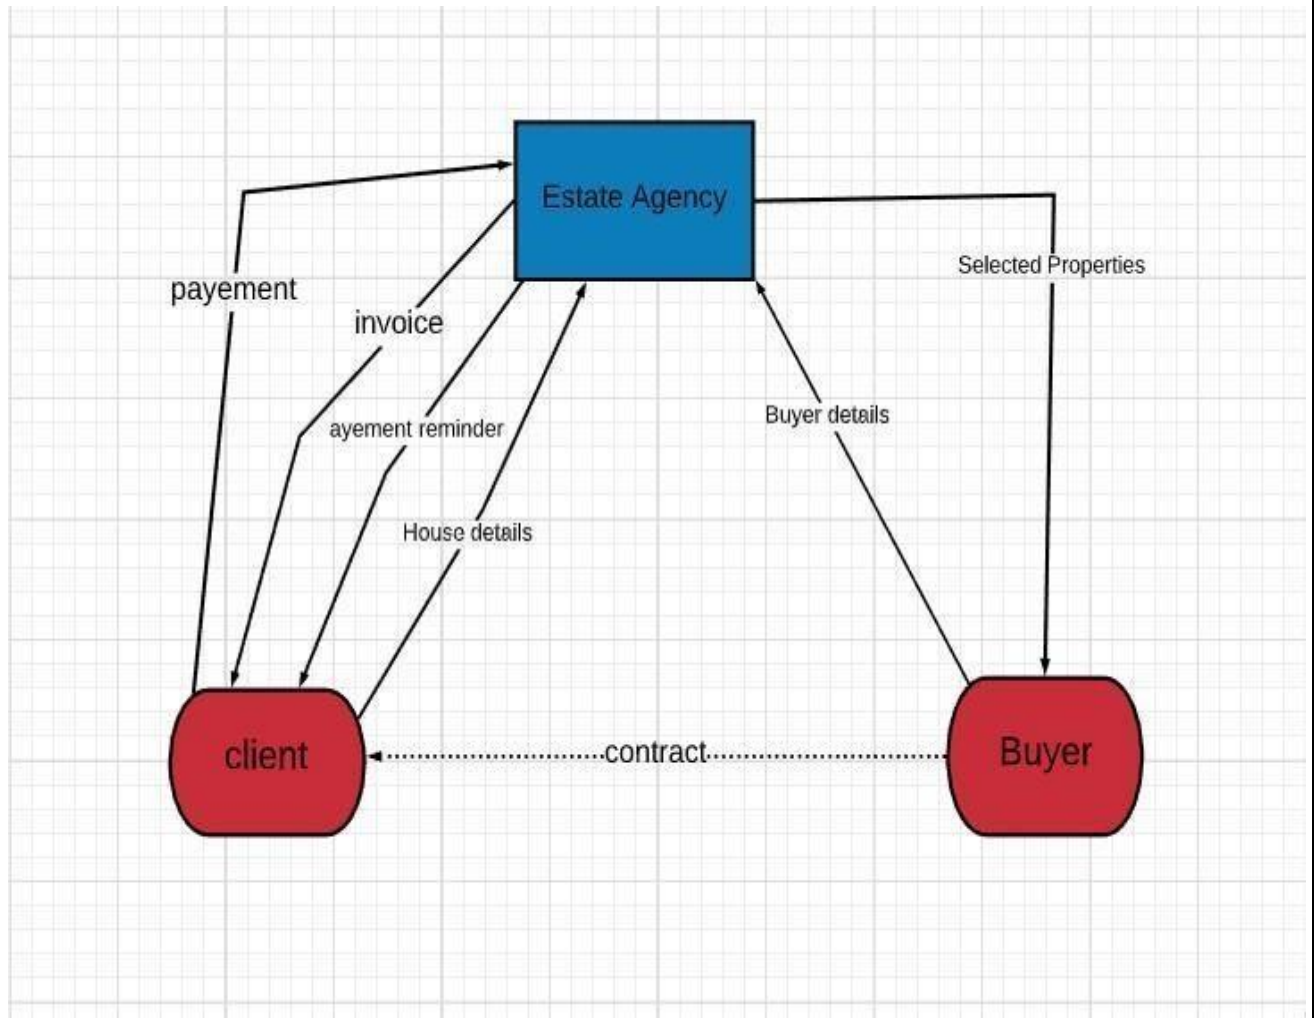 Estate Agency
Selected Properties
payement
invoice
Buyer details
ayement reminder
House details
client
contract
Buyer